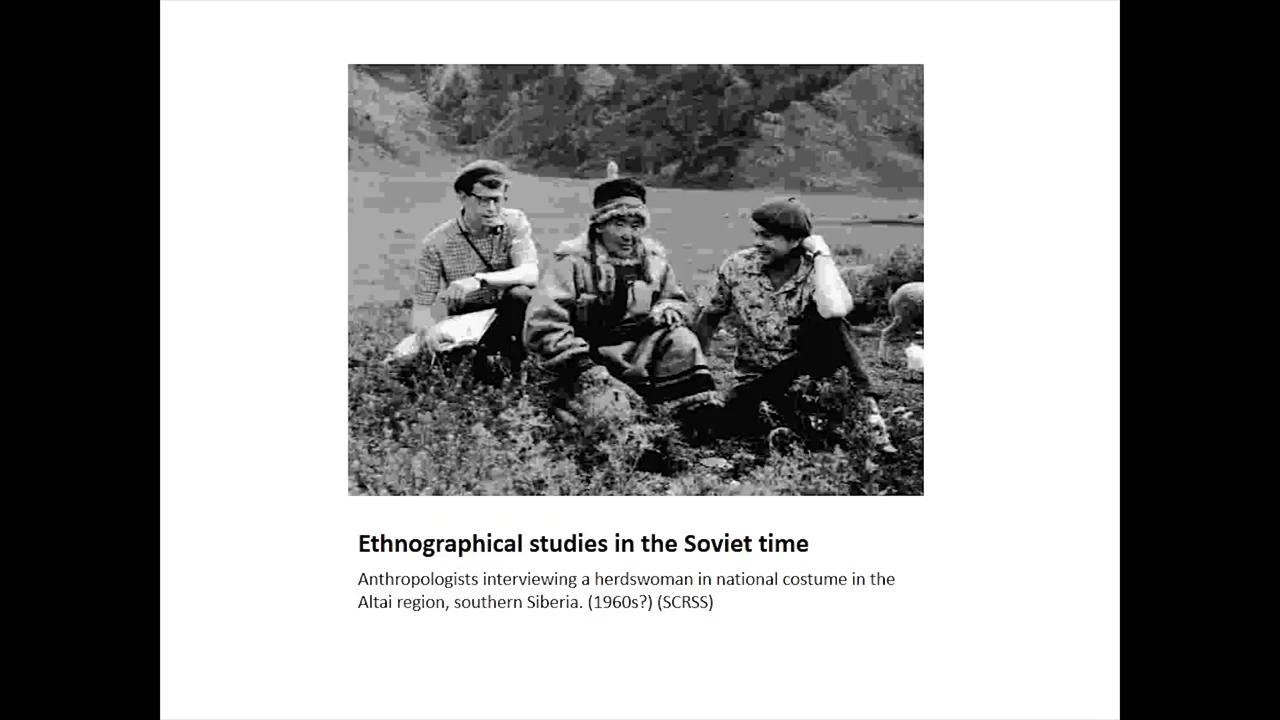 Ethnographical studies in the Soviet time
Anthropologists interviewing a herdswoman in national costume in the
Altai region, southern Siberia. (1960s?) (SCRSS)